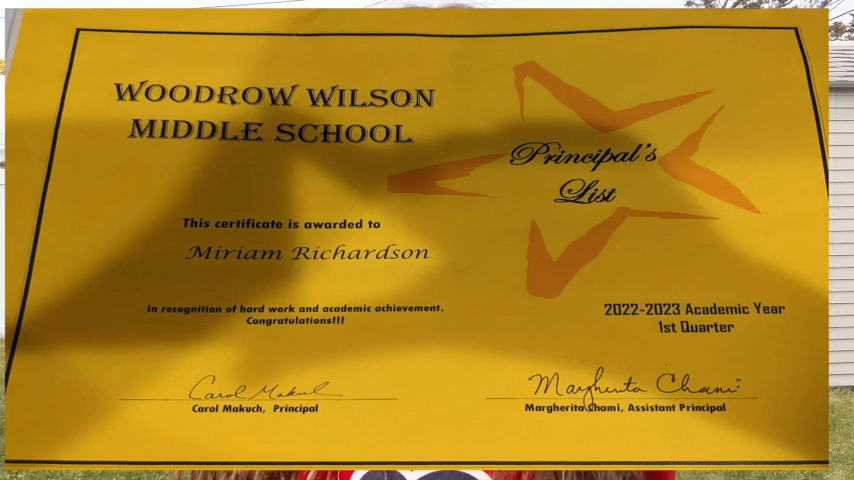 WOODROW WILSON
MIDDLE SCHOOL
Principal's
List
This certificate is awarded to
Miriam Richardson
In recognition of hard work and academic achievement.
Congratulations!!!
2022-2023 Academic Year
1st Quarter
Carol Makuch
Margherita Chami
Carol Makuch, Principal
Margherita Chami, Assistant Principal